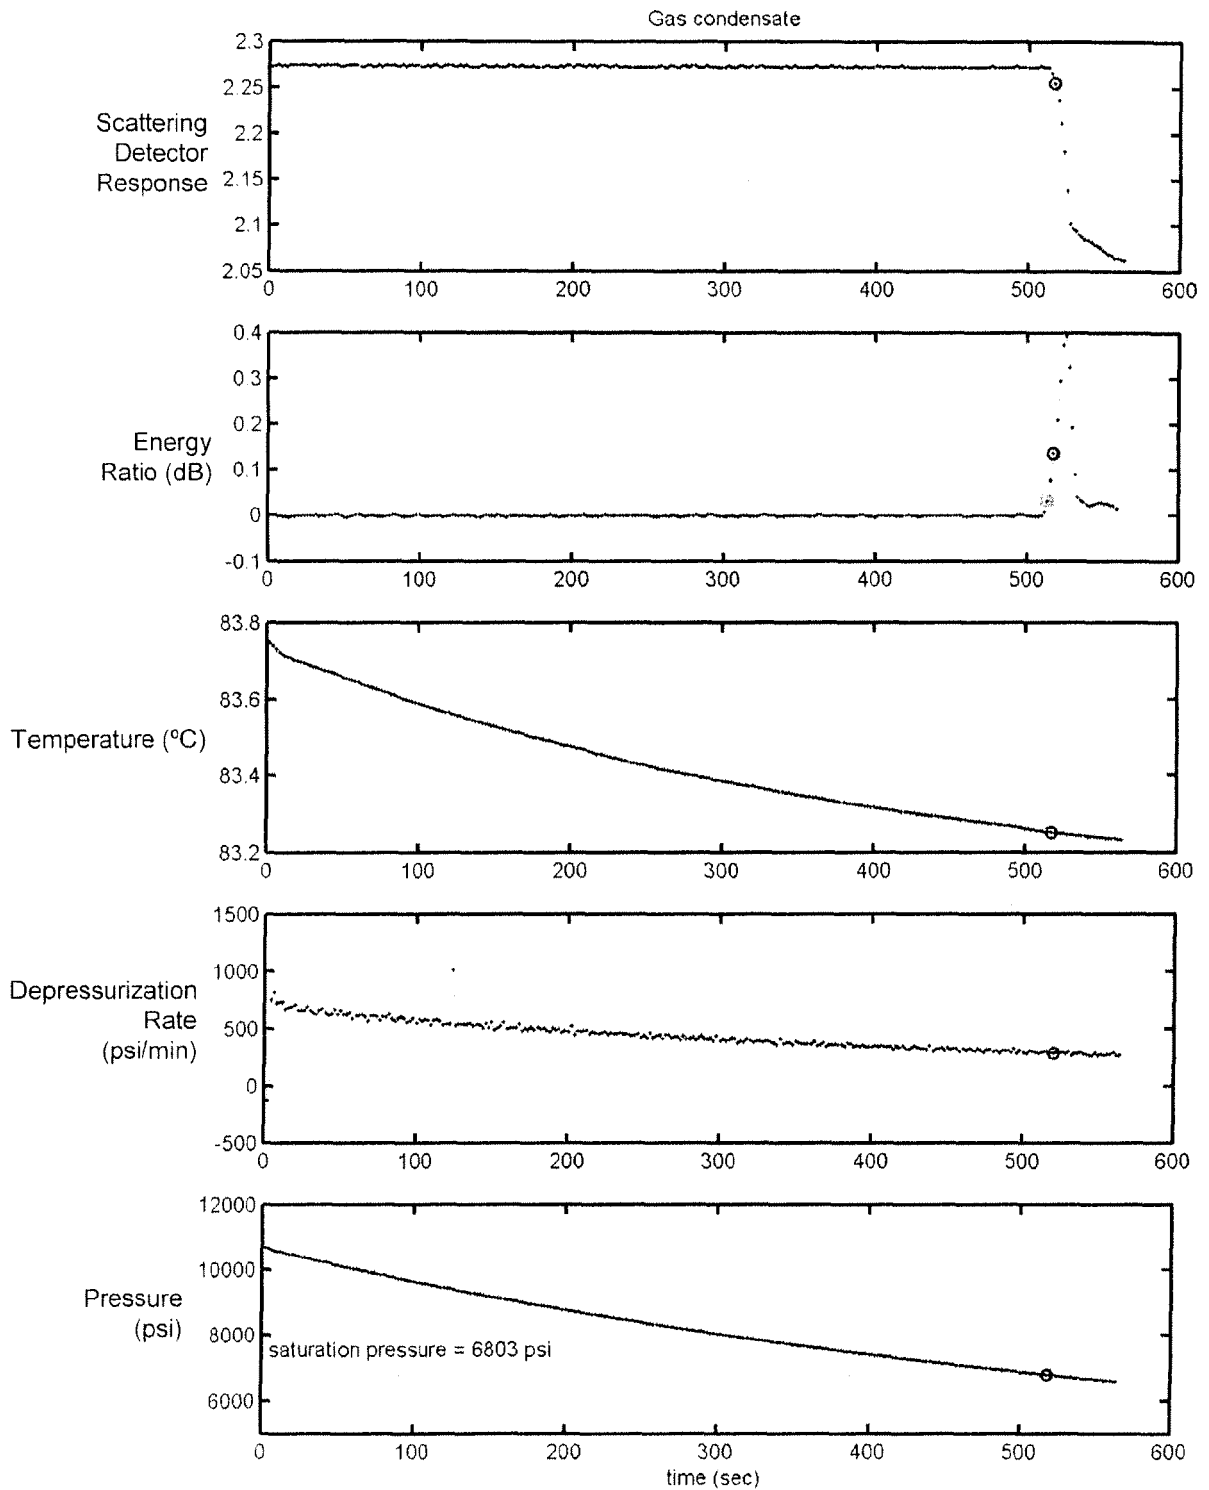 Gas condensate
2.3
2.25
2.2
2.15
2.1
2.05
Scattering
Detector
Response
0 100 200 300 400 500 600
0.4
0.3
0.2
0.1
0
-0.1
Energy
Ratio (dB)
0 100 200 300 400 500 600
83.8
83.6
83.4
83.2
Temperature (ºC)
0 100 200 300 400 500 600
1500
1000
500
0
-500
Depressurization
Rate
(psi/min)
0 100 200 300 400 500 600
12000
10000
8000
6000
Pressure
(psi)
saturation pressure = 6803 psi
0 100 200 300 400 500 600
time (sec)